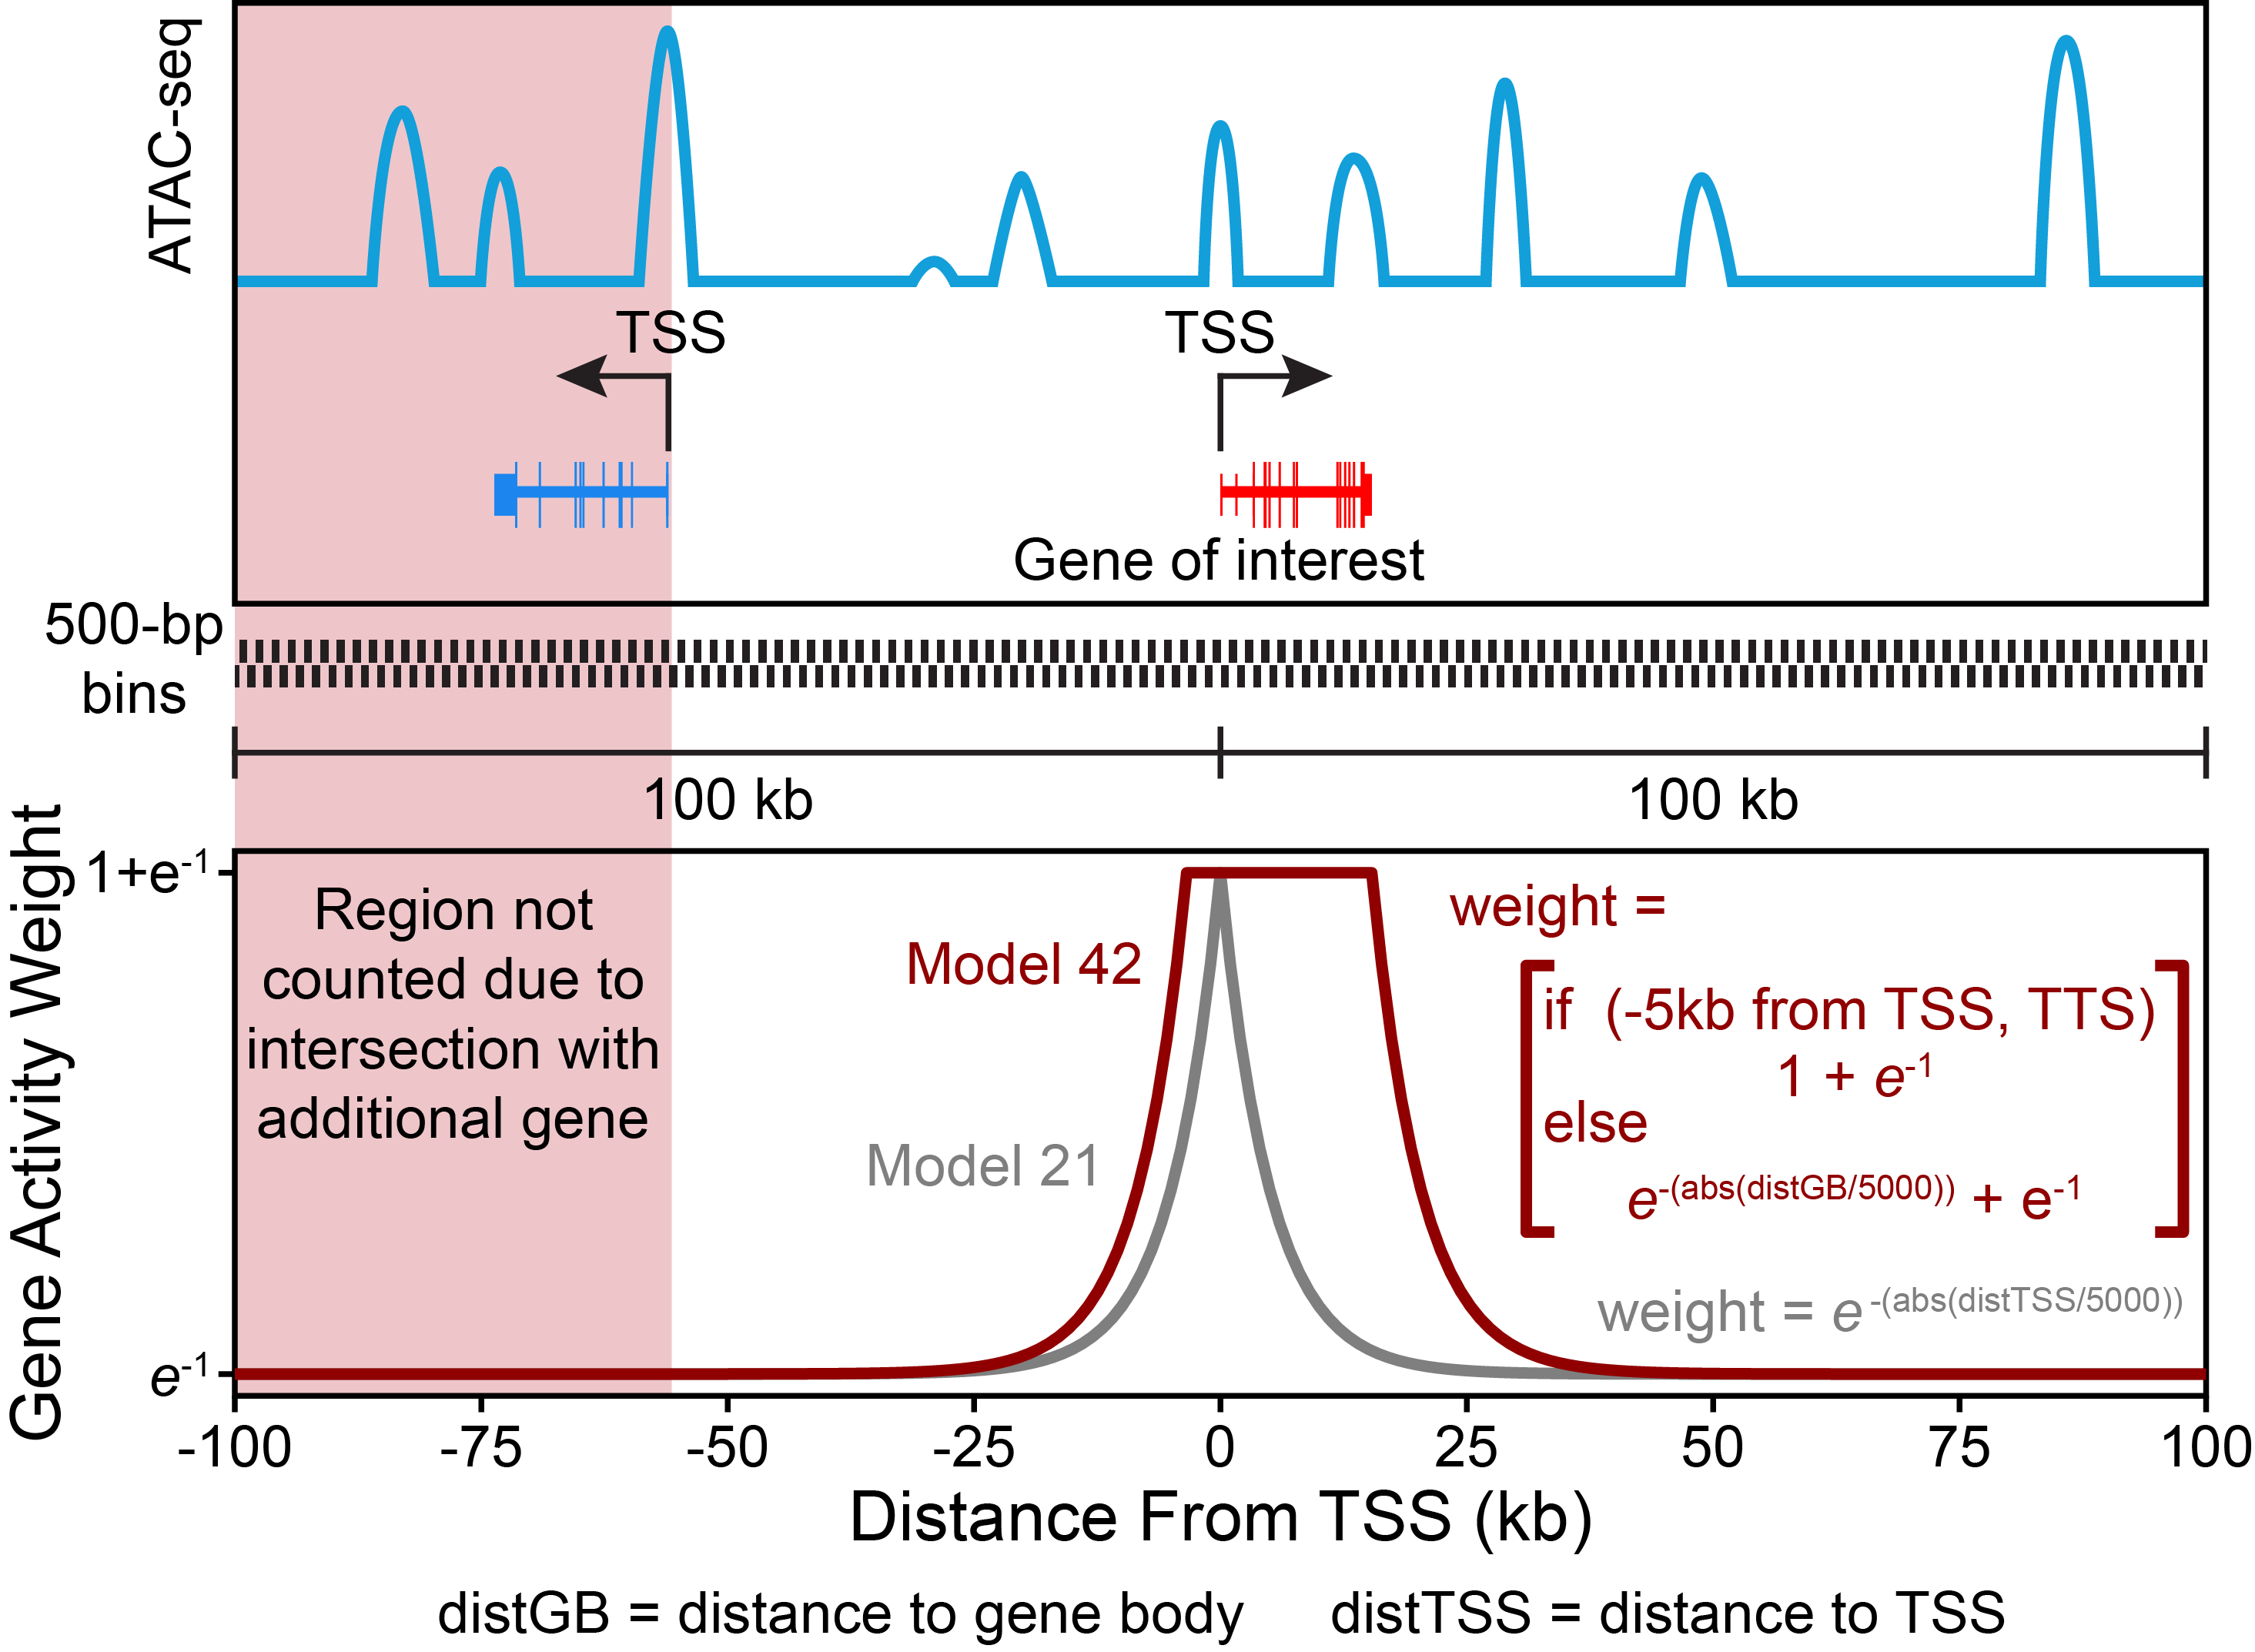 ATAC-seq
TSS
TSS
Gene of interest
500-bp
bins
100 kb
100 kb
Gene Activity Weight
1+e-1
e-1
Region not
counted due to
intersection with
additional gene
Model 42
Model 21
weight =
if (-5kb from TSS, TTS)
1 + e-1
else
e-(abs(distGB/5000)) + e-1
weight = e-(abs(distTSS/5000))
-100 -75 -50 -25 0 25 50 75 100
Distance From TSS (kb)
distGB = distance to gene body distTSS = distance to TSS